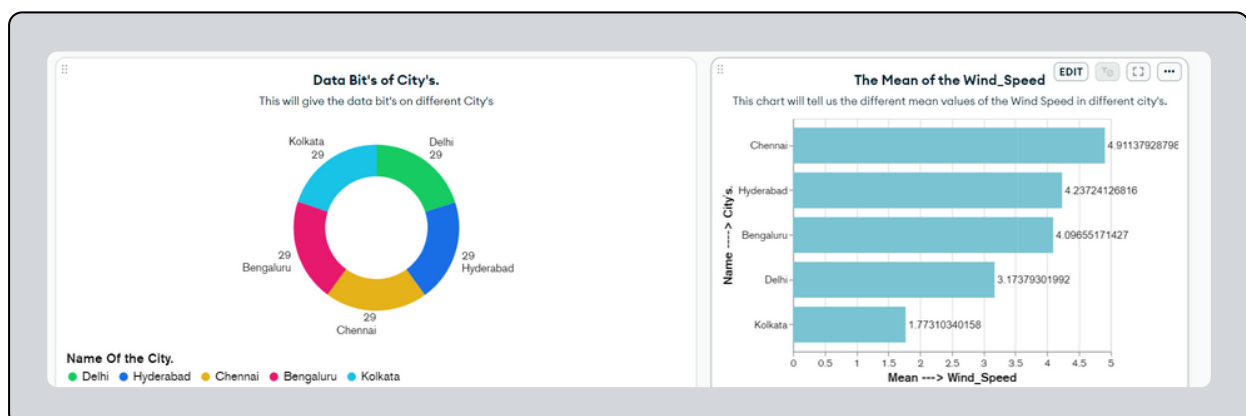 Data Bit's of City's.
This will give the data bit's on different City's
Kolkata
29
Delhi
29
29
Bengaluru
29
Hyderabad
29
Chennai
Name Of the City.
Delhi Hyderabad Chennai Bengaluru Kolkata
EDIT
The Mean of the Wind_Speed
This chart will tell us the different mean values of the Wind Speed in different city's.
Name ----> City's.
Chennai 4.91137928798
Hyderabad 4.23724126816
Bengaluru 4.09655171427
Delhi 3.17379301992
Kolkata 1.77310340158
0 0.5 1 1.5 2 2.5 3 3.5 4 4.5 5
Mean ---> Wind_Speed